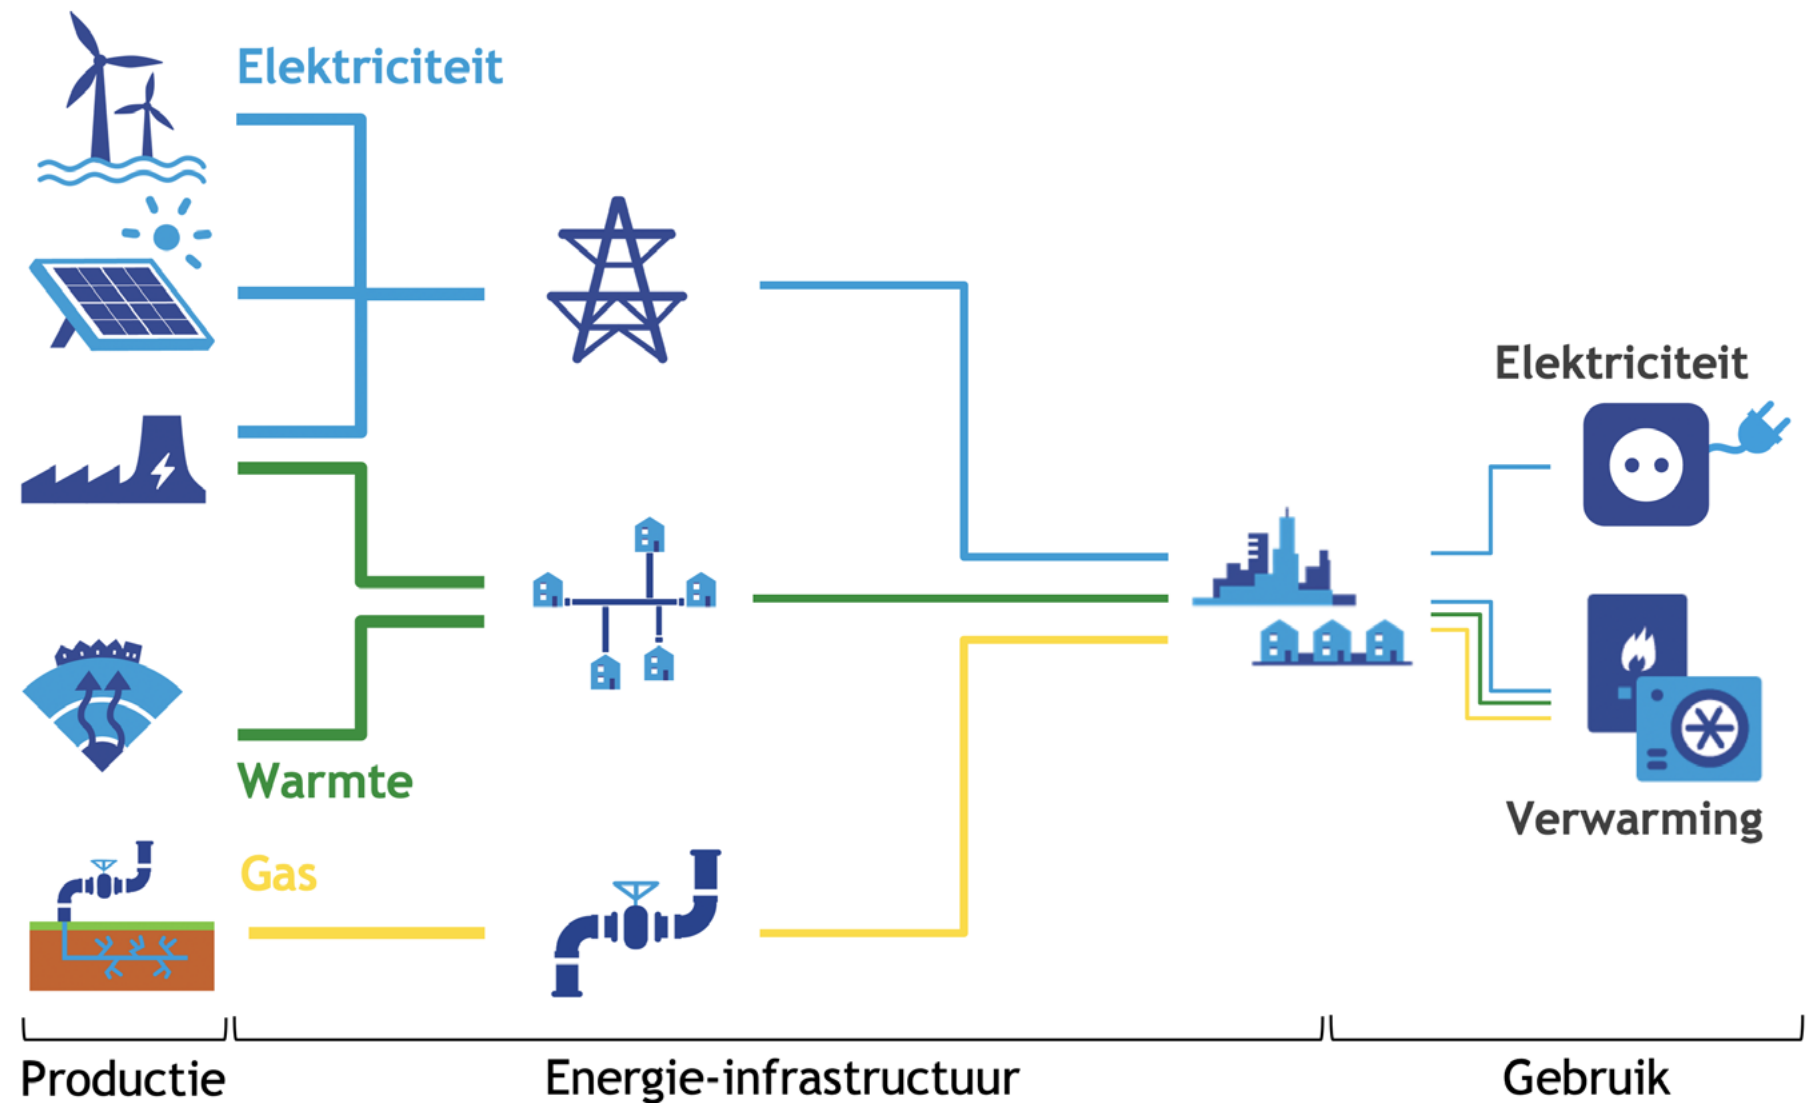 Elektriciteit
Elektriciteit
Warmte
Verwarming
Gas
Productie
Energie-infrastructuur
Gebruik